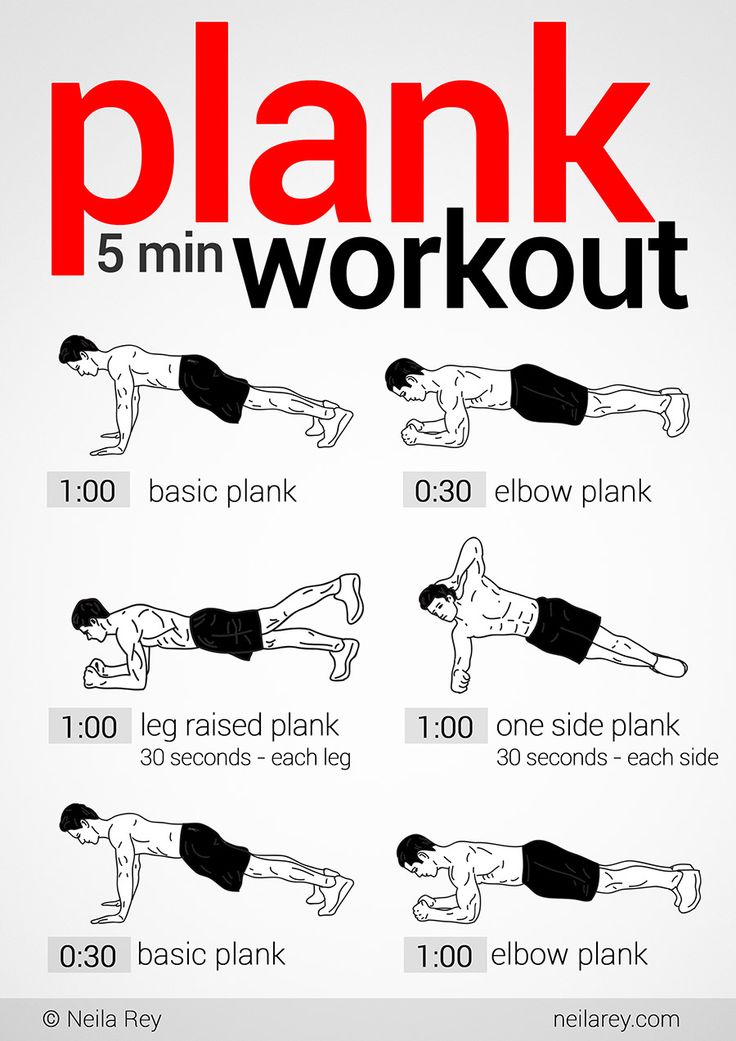 plank
5 min workout
1:00 basic plank
0:30 elbow plank
1:00 leg raised plank
30 seconds - each leg
1:00 one side plank
30 seconds - each side
0:30 basic plank
1:00 elbow plank
© Neila Rey
neilarey.com